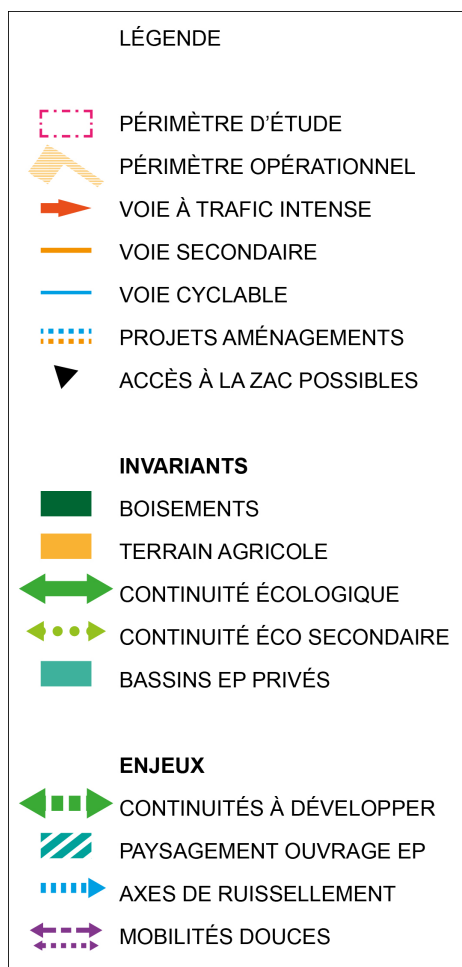 LÉGENDE
PÉRIMÈTRE D'ÉTUDE
PÉRIMÈTRE OPÉRATIONNEL
VOIE À TRAFIC INTENSE
VOIE SECONDAIRE
VOIE CYCLABLE
PROJETS AMÉNAGEMENTS
ACCÈS À LA ZAC POSSIBLES
INVARIANTS
BOISEMENTS
TERRAIN AGRICOLE
CONTINUITÉ ÉCOLOGIQUE
CONTINUITÉ ÉCO SECONDAIRE
BASSINS EP PRIVÉS
ENJEUX
CONTINUITÉS À DÉVELOPPER
PAYSAGEMENT OUVRAGE EP
AXES DE RUISSELLEMENT
MOBILITÉS DOUCES